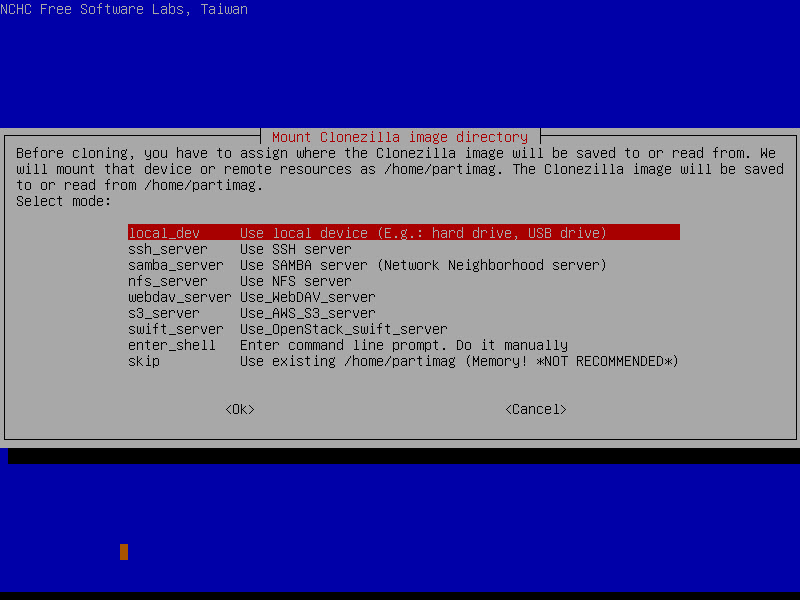 NCHC Free Software Labs, Taiwan
Mount Clonezilla image directory
Before cloning, you have to assign where the Clonezilla image will be saved to or read from. We
will mount that device or remote resources as /home/partimag. The Clonezilla image will be saved
to or read from /home/partimag.
Select mode:
local_dev Use local device (E.g.: hard drive, USB drive)
ssh_server Use SSH server
samba_server Use SAMBA server (Network Neighborhood server)
nfs_server Use NFS server
webdav_server Use_WebDAV_server
s3_server Use_AWS_S3_server
swift_server Use_OpenStack_swift_server
enter_shell Enter command line prompt. Do it manually
skip Use existing /home/partimag (Memory! *NOT RECOMMENDED*)
<Ok> <Cancel>